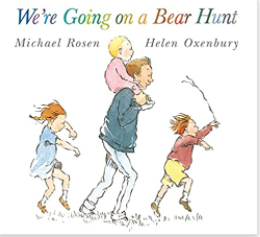 We're Going on a Bear Hunt
Michael Rosen Helen Oxenbury